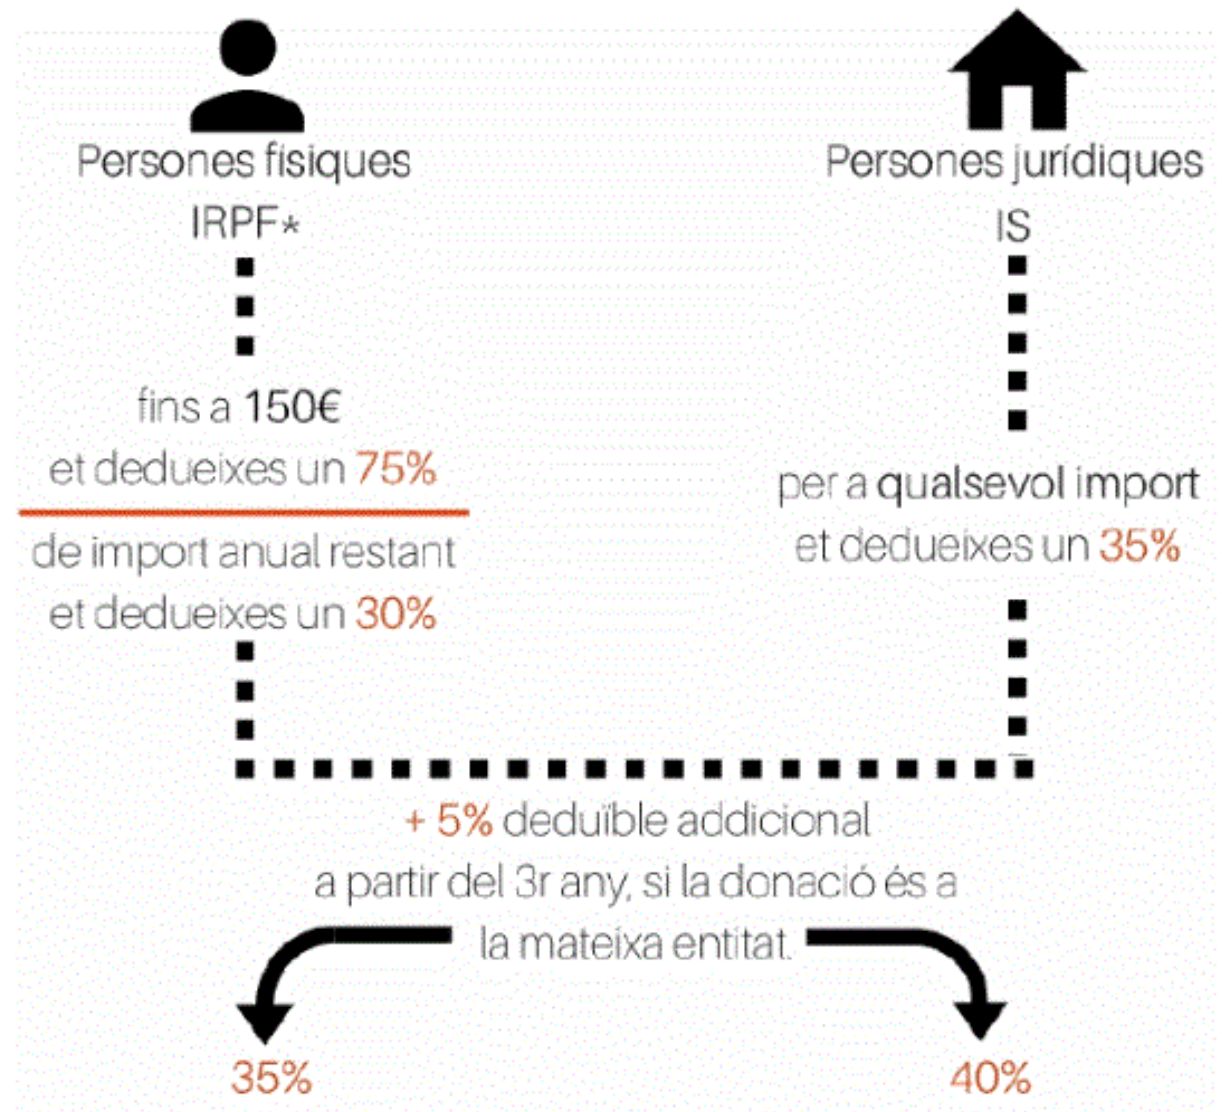 Persones físiques
IRPF*
fins a 150€
et dedueixes un 75%
de import anual restant
et dedueixes un 30%
Persones jurídiques
IS
per a qualsevol import
et dedueixes un 35%
+ 5% deduïble addicional
a partir del 3r any, si la donació és a
la mateixa entitat.
35%
40%